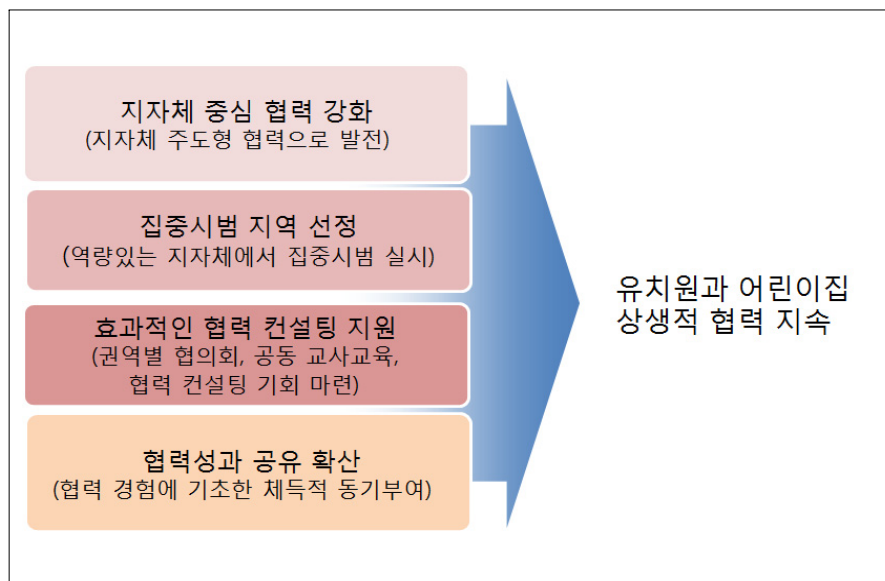 지자체 중심 협력 강화
(지자체 주도형 협력으로 발전)
집중시범 지역 선정
(역량있는 지자체에서 집중시범 실시)
효과적인 협력 컨설팅 지원
(권역별 협의회, 공동 교사교육,
협력 컨설팅 기회 마련)
협력성과 공유 확산
(협력 경험에 기초한 체득적 동기부여)
유치원과 어린이집
상생적 협력 지속